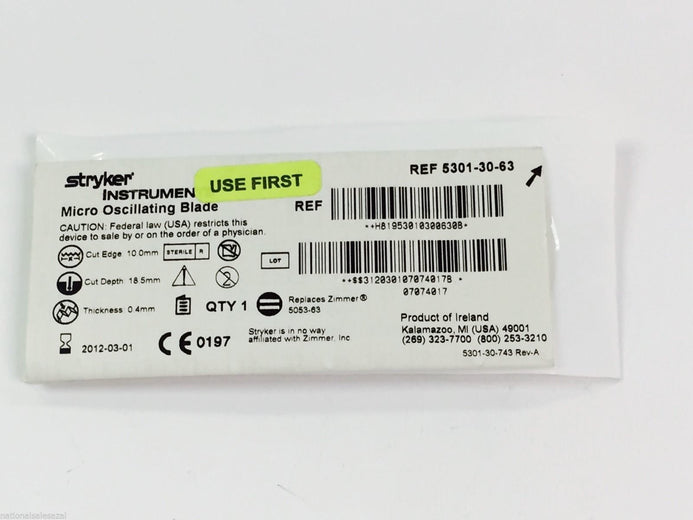 stryker
INSTRUMEN
USE FIRST
REF 5301-30-63
Micro Oscillating Blade
REF
CAUTION: Federal law (USA) restricts this
device to sale by or on the order of a physician.
**H819530103006308*
Cut Edge 10.0mm
STERILE R
LOT
Cut Depth 18.5mm
2
**$$3120301070740178 *
07074017
Thickness 0.4mm
QTY 1
Replaces Zimmer®
5053-63
Product of Ireland
Kalamazoo, MI (USA) 49001
(269) 323-7700 (800) 253-3210
2012-03-01
CE 0197
Stryker is in no way
affiliated with Zimmer, Inc
5301-30-743 Rev-A
nationalsalesazal